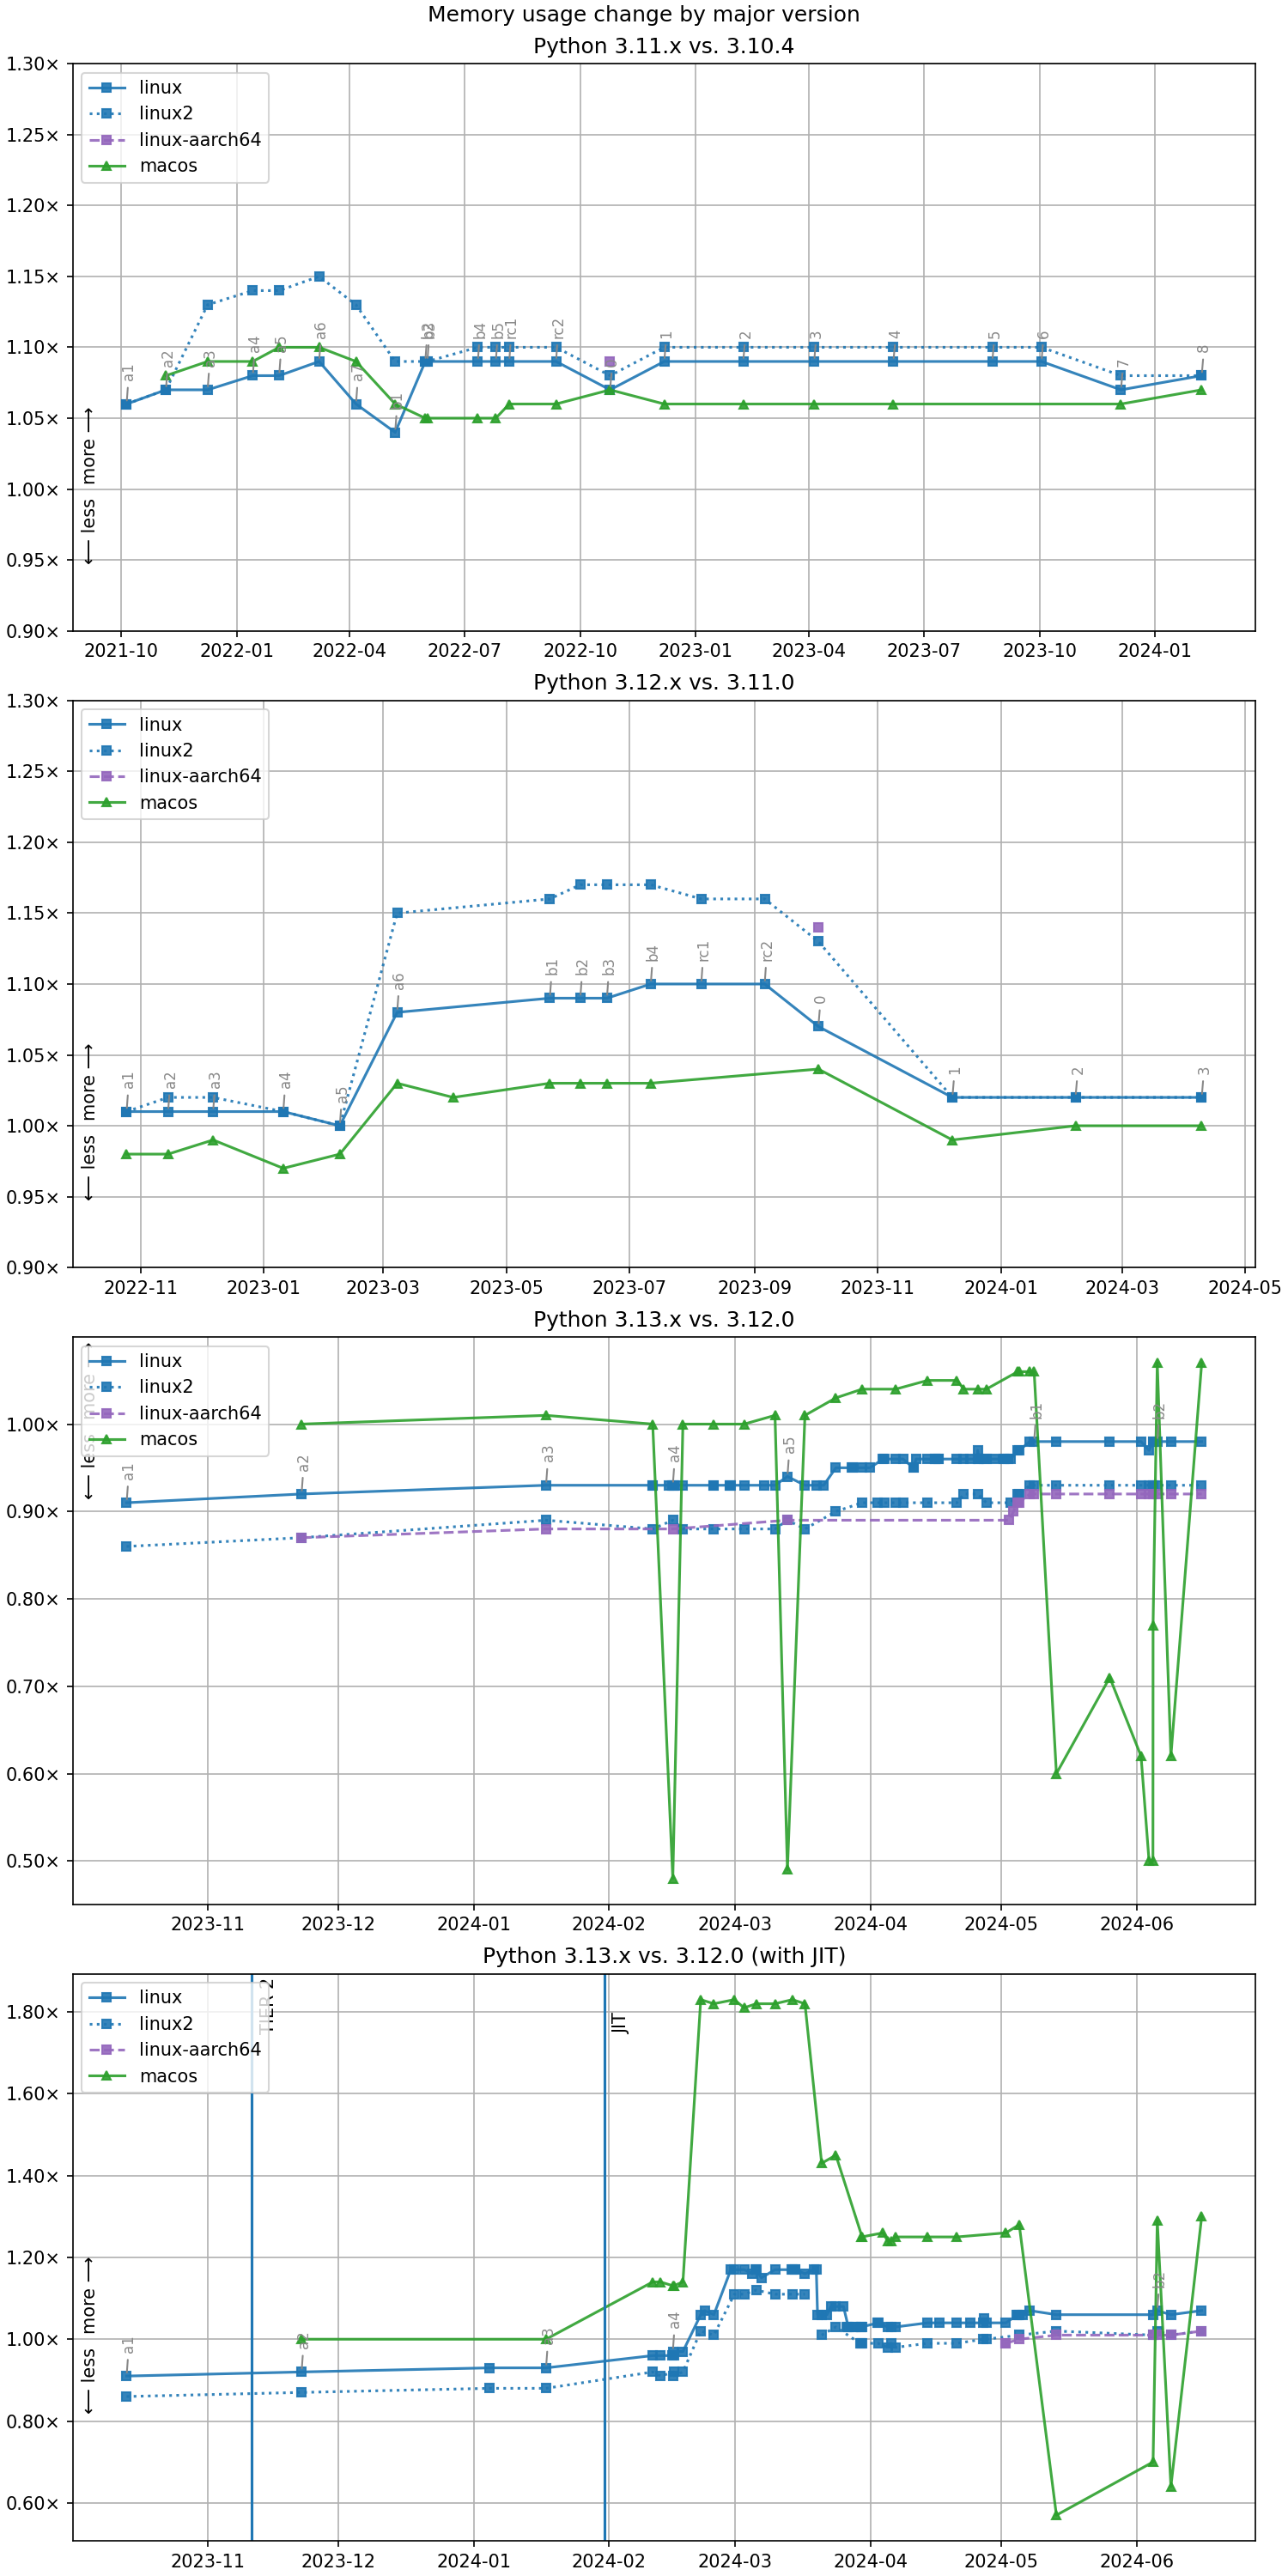 Memory usage change by major version
Python 3.11.x vs. 3.10.4
1.30×
1.25×
1.20×
1.15×
1.10×
1.05×
1.00×
0.95×
0.90×
linux
linux2
linux-aarch64
macos
⟵ less more ⟶
a1
a2
a3
a4
a5
a6
a7
b1
b3
b4
b5
rc1
rc2
1
2
3
4
5
6
7
8
2021-10
2022-01
2022-04
2022-07
2022-10
2023-01
2023-04
2023-07
2023-10
2024-01
Python 3.12.x vs. 3.11.0
1.30×
1.25×
1.20×
1.15×
1.10×
1.05×
1.00×
0.95×
0.90×
linux
linux2
linux-aarch64
macos
⟵ less more ⟶
a1
a2
a3
a4
a5
a6
b1
b2
b3
b4
rc1
rc2
0
1
2
3
2022-11
2023-01
2023-03
2023-05
2023-07
2023-09
2023-11
2024-01
2024-03
2024-05
Python 3.13.x vs. 3.12.0
1.00×
0.90×
0.80×
0.70×
0.60×
0.50×
linux
linux2
linux-aarch64
macos
⟵ less more ⟶
a1
a2
a3
a4
a5
b1
b2
2023-11
2023-12
2024-01
2024-02
2024-03
2024-04
2024-05
2024-06
Python 3.13.x vs. 3.12.0 (with JIT)
1.80×
1.60×
1.40×
1.20×
1.00×
0.80×
0.60×
linux
linux2
linux-aarch64
macos
TIER 2
JIT
⟵ less more ⟶
a1
a2
a3
a4
b2
2023-11
2023-12
2024-01
2024-02
2024-03
2024-04
2024-05
2024-06